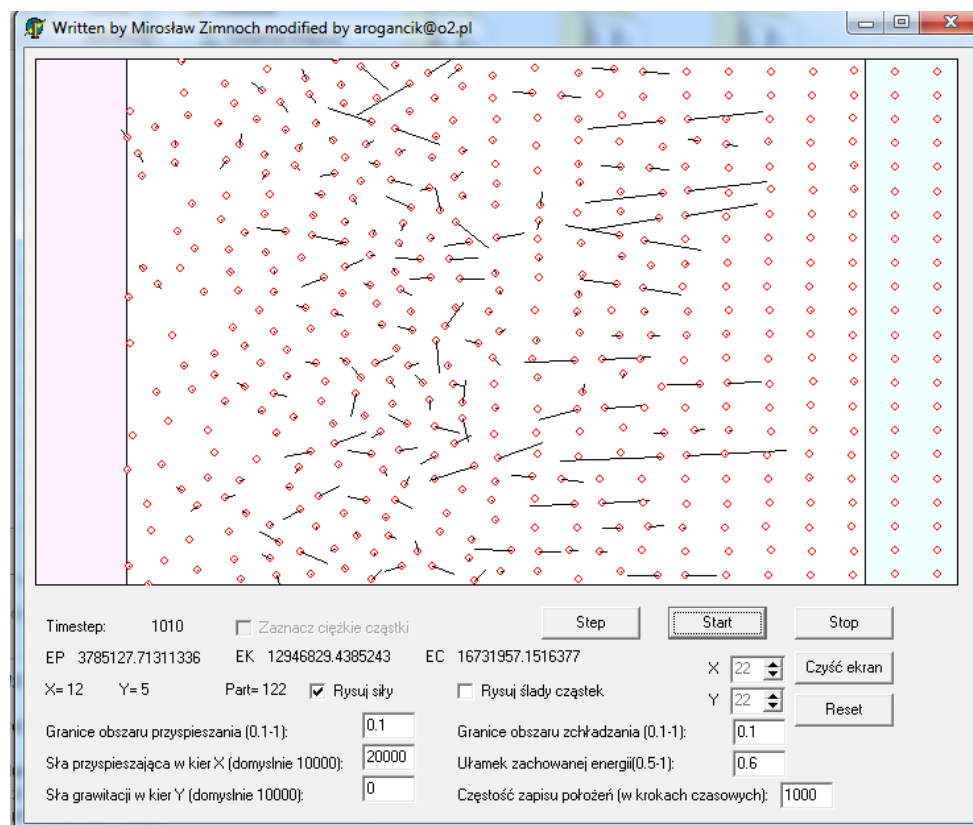 Written by Mirosław Zimnoch modified by arogancik@o2.pl
Timestep: 1010 Zaznacz ciężkie cząstki Step Start Stop
EP 3785127.71311336 EK 12946829.4385243 EC 16731957.1516377 X 22 Czyść ekran
X= 12 Y= 5 Part= 122 Rysuj siły Rysuj ślady cząstek Y 22 Reset
Granice obszaru przyspieszania (0.1-1): 0.1 Granice obszaru zchładzania (0.1-1): 0.1
Sła przyspieszająca w kier X (domyslnie 10000): 20000 Ułamek zachowanej energii(0.5-1): 0.6
Sła grawitacji w kier Y (domyslnie 10000): 0 Częstość zapisu położeń (w krokach czasowych): 1000